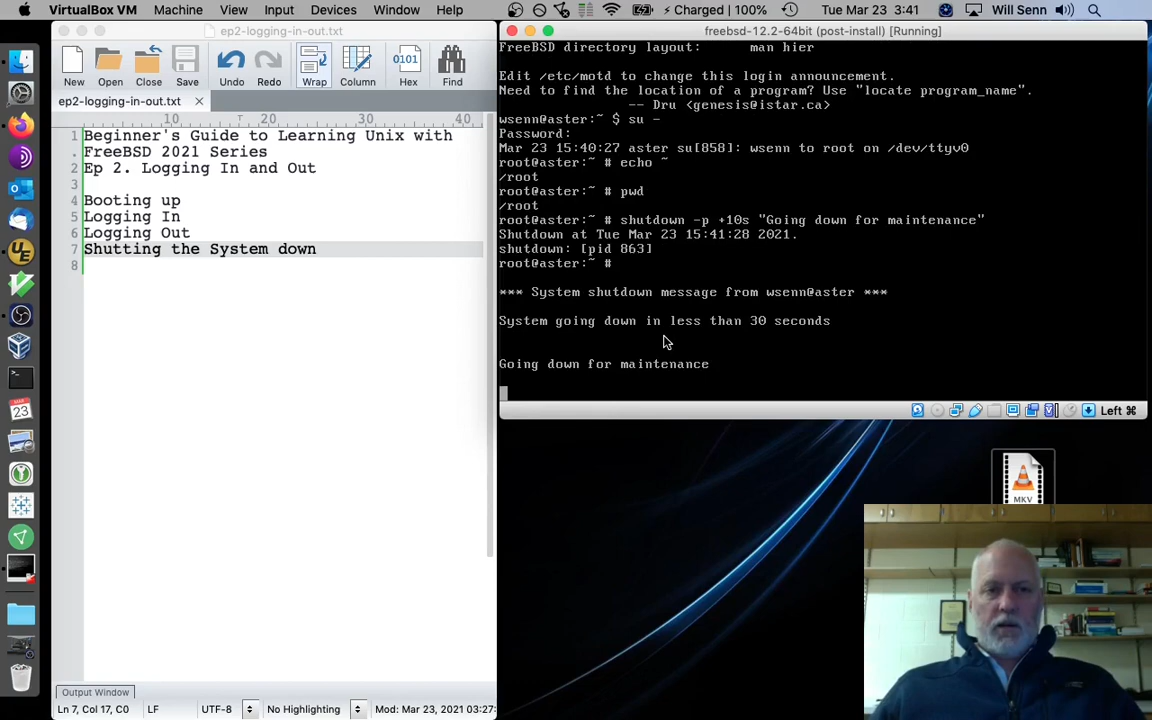 VirtualBox VM Machine View Input Devices Window Help
⚡ Charged | 100% Tue Mar 23 3:41 Will Senn
ep2-logging-in-out.txt
New Open Close Save Undo Redo Wrap Column Hex Find
0101
ep2-logging-in-out.txt
10 20 30 40
1 Beginner's Guide to Learning Unix with
. FreeBSD 2021 Series
2 Ep 2. Logging In and Out
3
4 Booting up
5 Logging In
6 Logging Out
7 Shutting the System down
8
Output Window
Ln 7, Col 17, C0 LF UTF-8 No Highlighting Mod: Mar 23, 2021 03:27:
freebsd-12.2-64bit (post-install) [Running]
FreeBSD directory layout: man hier
Edit /etc/motd to change this login announcement.
Need to find the location of a program? Use "locate program_name".
-- Dru <genesis@istar.ca>
wsenn@aster:~ $ su -
Password:
Mar 23 15:40:27 aster su[858]: wsenn to root on /dev/ttyv0
root@aster:~ # echo ~
/root
root@aster:~ # pwd
/root
root@aster:~ # shutdown -p +10s "Going down for maintenance"
Shutdown at Tue Mar 23 15:41:28 2021.
shutdown: [pid 863]
root@aster:~ #
*** System shutdown message from wsenn@aster ***
System going down in less than 30 seconds
Going down for maintenance
Left ⌘
MKV